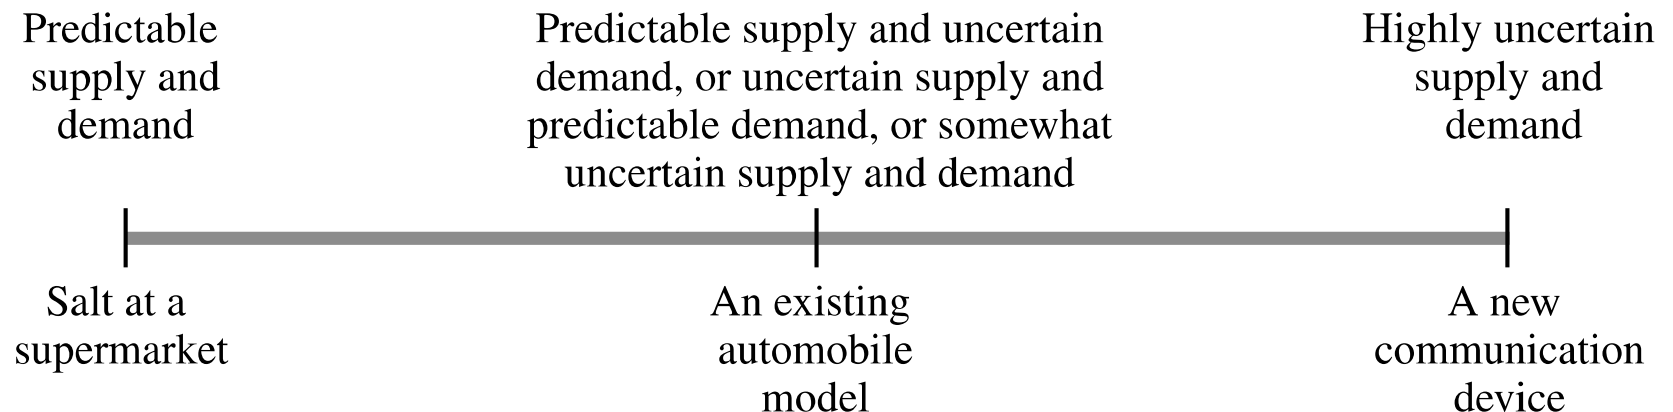 Predictable
supply and
demand
Predictable supply and uncertain
demand, or uncertain supply and
predictable demand, or somewhat
uncertain supply and demand
Highly uncertain
supply and
demand
Salt at a
supermarket
An existing
automobile
model
A new
communication
device